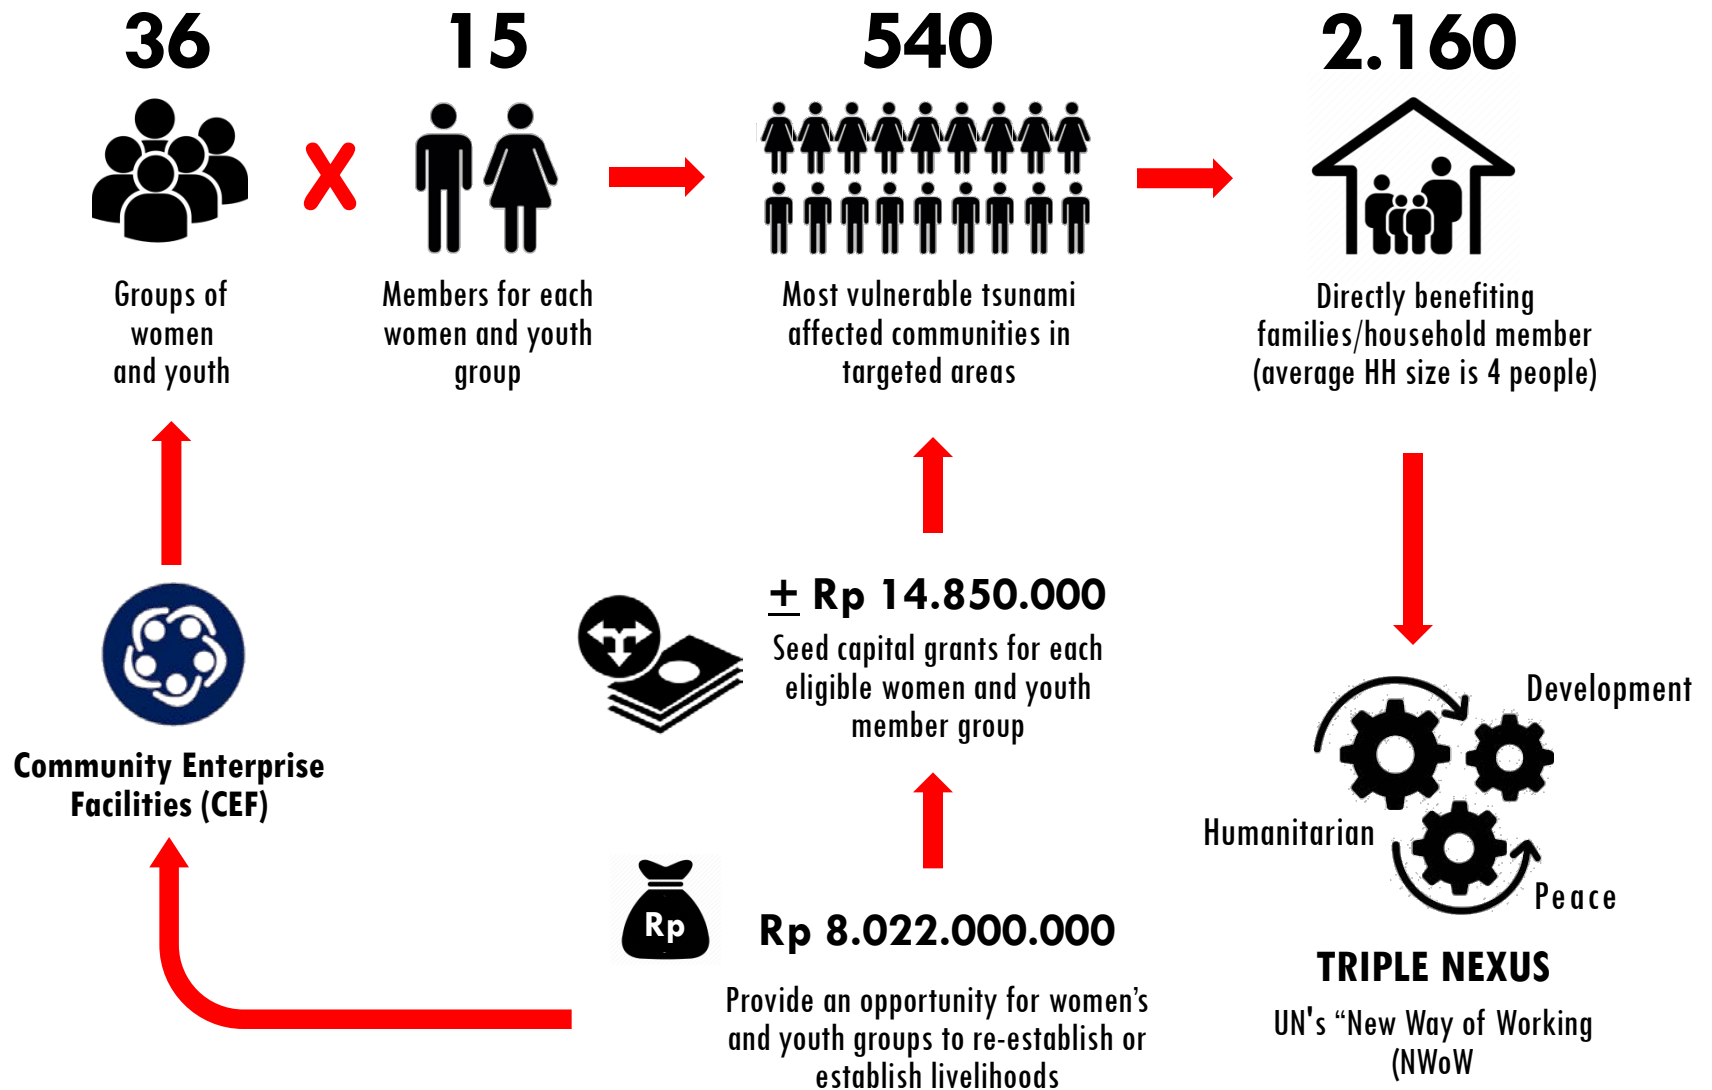 36
15
540
2.160
Groups of
women
and youth
Members for each
women and youth
group
Most vulnerable tsunami
affected communities in
targeted areas
Directly benefiting
families/household member
(average HH size is 4 people)
Community Enterprise
Facilities (CEF)
± Rp 14.850.000
Seed capital grants for each
eligible women and youth
member group
Rp
Rp 8.022.000.000
Provide an opportunity for women’s
and youth groups to re-establish or
establish livelihoods
Development
Humanitarian
Peace
TRIPLE NEXUS
UN's “New Way of Working
(NWoW